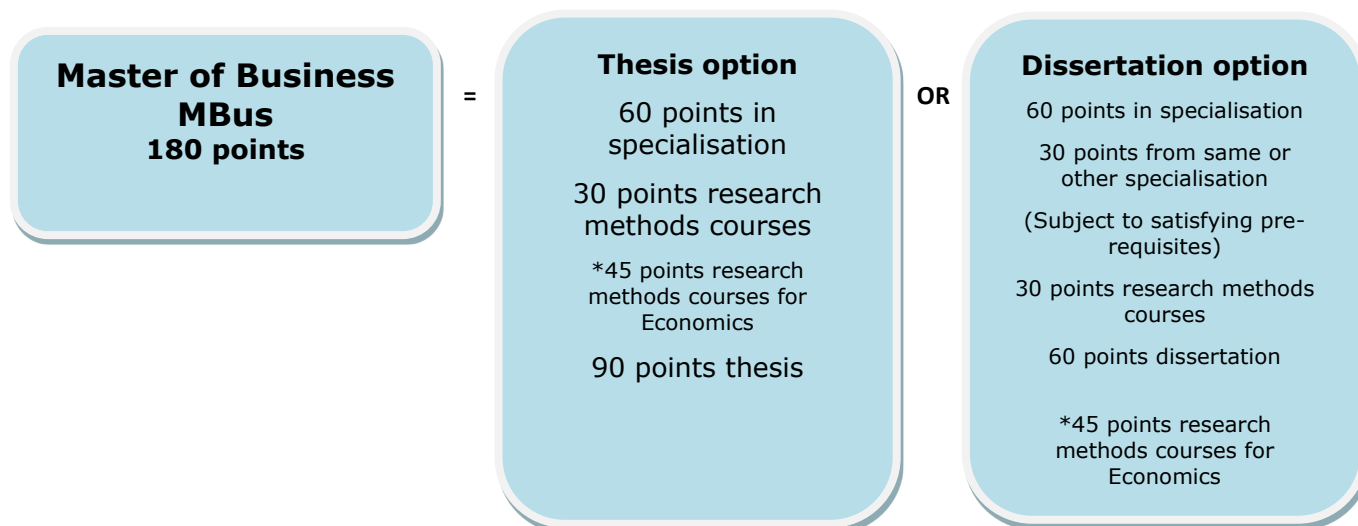 Master of Business
MBus
180 points
=
Thesis option
60 points in
specialisation
30 points research
methods courses
*45 points research
methods courses for
Economics
90 points thesis
OR
Dissertation option
60 points in specialisation
30 points from same or
other specialisation
(Subject to satisfying pre-
requisites)
30 points research methods
courses
60 points dissertation
*45 points research
methods courses for
Economics